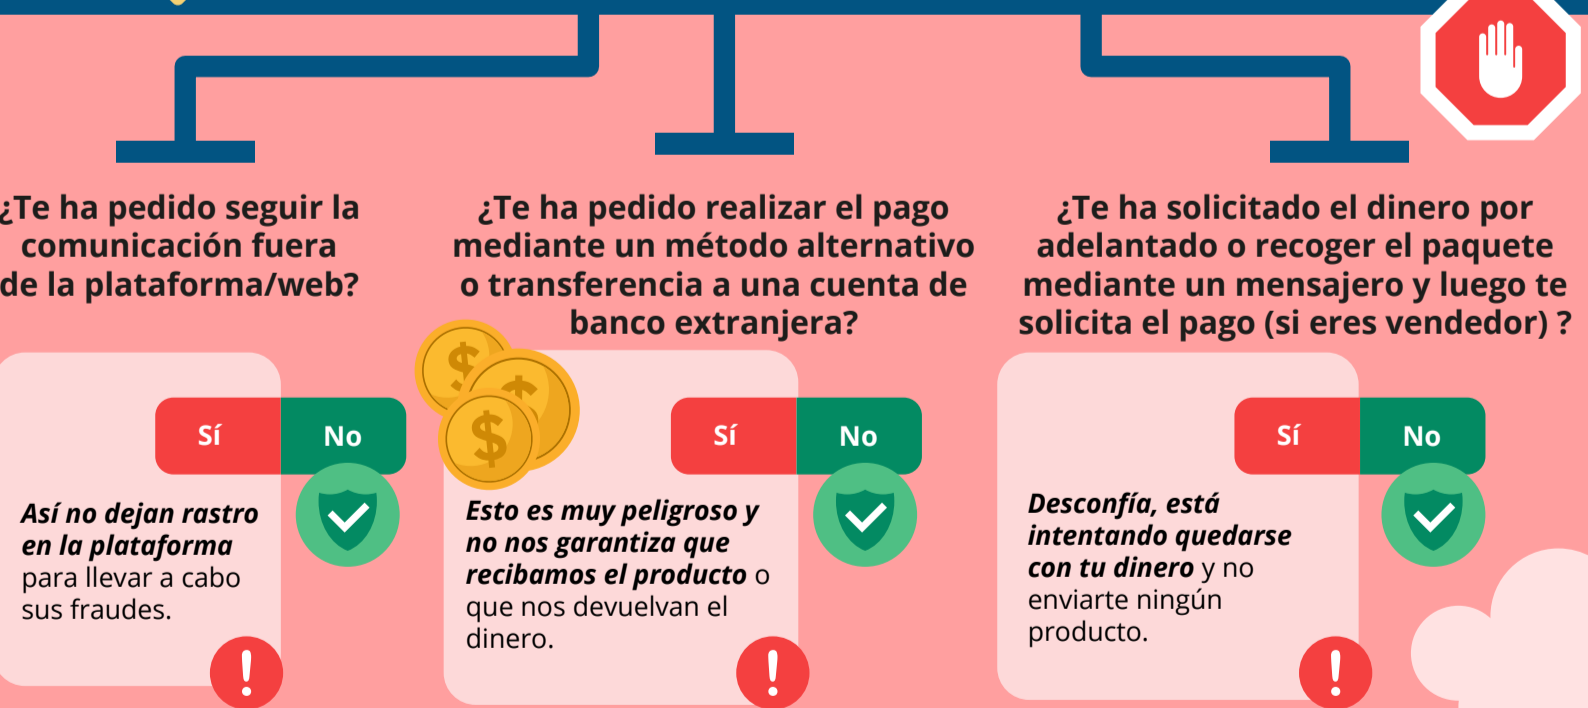 ¿Te ha pedido seguir la
comunicación fuera
de la plataforma/web?
Sí
No
Así no dejan rastro
en la plataforma
para llevar a cabo
sus fraudes.
¿Te ha pedido realizar el pago
mediante un método alternativo
o transferencia a una cuenta de
banco extranjera?
Sí
No
Esto es muy peligroso y
no nos garantiza que
recibamos el producto o
que nos devuelvan el
dinero.
¿Te ha solicitado el dinero por
adelantado o recoger el paquete
mediante un mensajero y luego te
solicita el pago (si eres vendedor) ?
Sí
No
Desconfía, está
intentando quedarse
con tu dinero y no
enviarte ningún
producto.